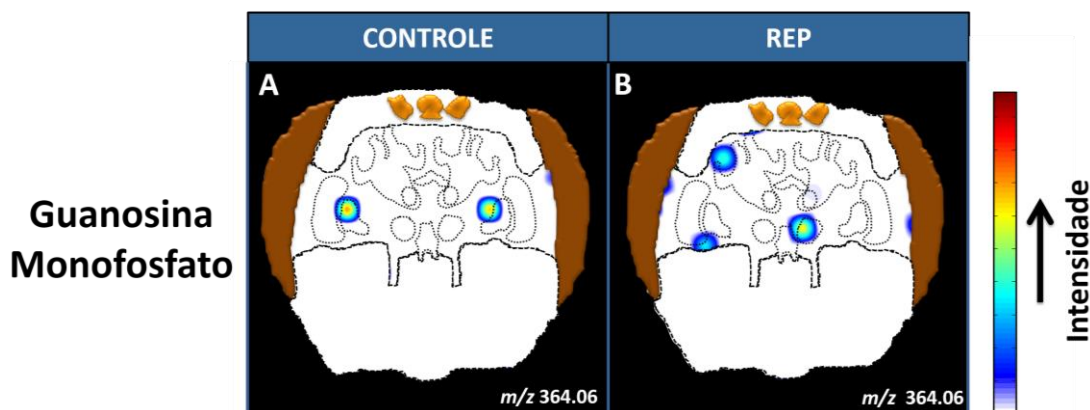 CONTROLE
REP
A
B
Guanosina
Monofosfato
Intensidade
m/z 364.06
m/z 364.06